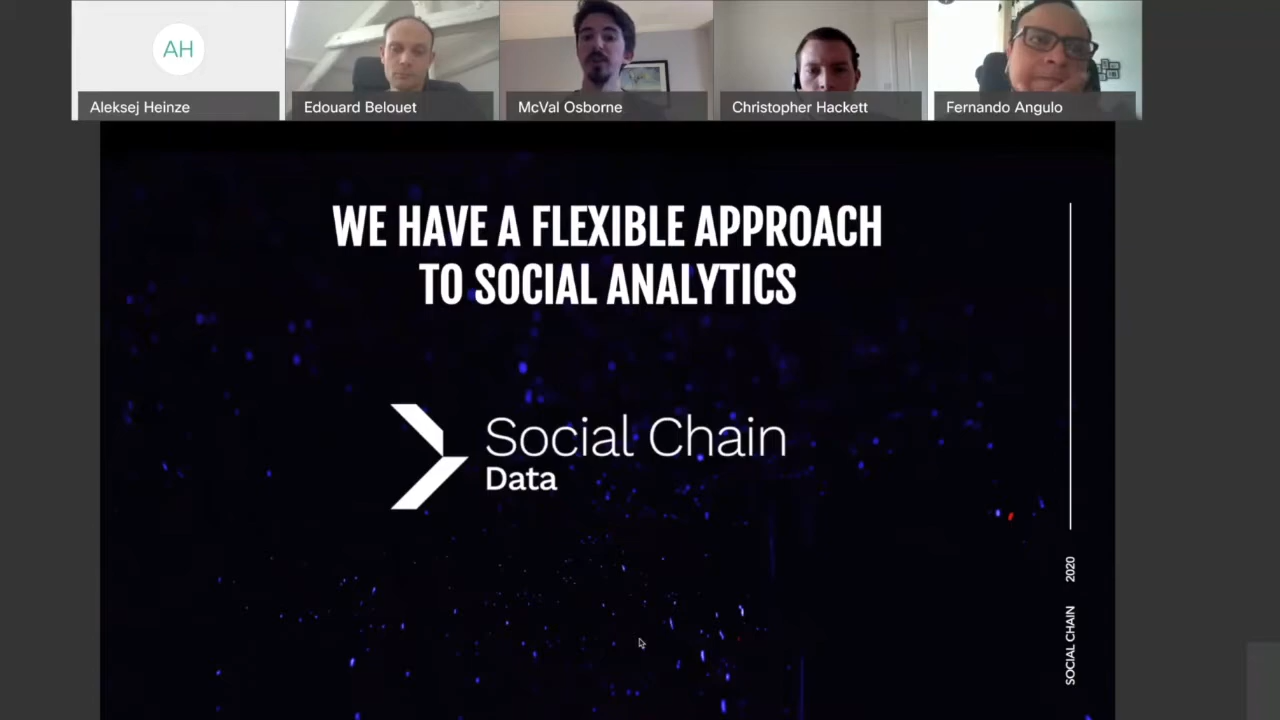 AH
Aleksej Heinze
Edouard Belouet
McVal Osborne
Christopher Hackett
Fernando Angulo
WE HAVE A FLEXIBLE APPROACH
TO SOCIAL ANALYTICS
Social Chain
Data
SOCIAL CHAIN 2020